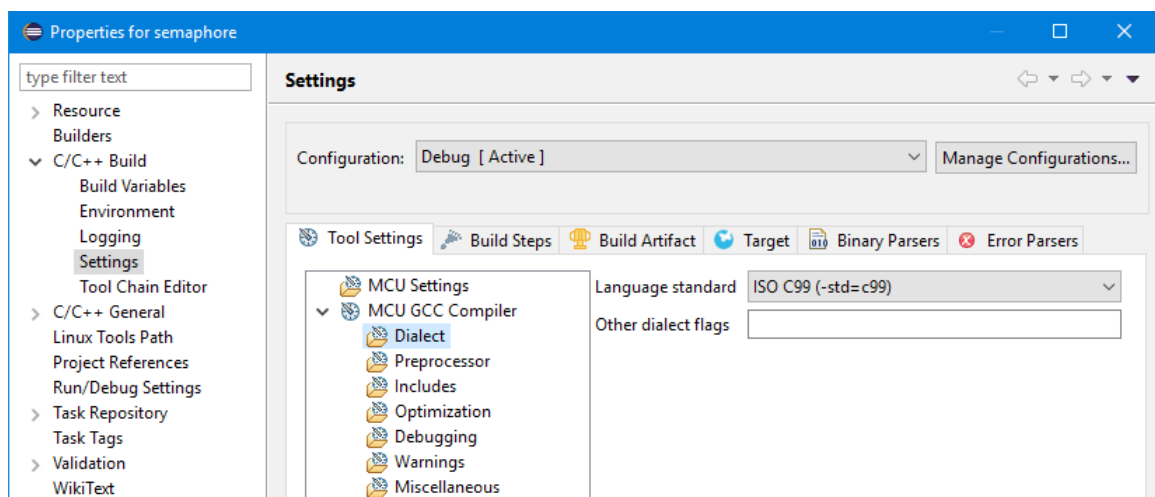 Properties for semaphore
type filter text
Resource
Builders
C/C++ Build
Build Variables
Environment
Logging
Settings
Tool Chain Editor
C/C++ General
Linux Tools Path
Project References
Run/Debug Settings
Task Repository
Task Tags
Validation
WikiText
Settings
Configuration: Debug [ Active ] Manage Configurations...
Tool Settings Build Steps Build Artifact Target Binary Parsers Error Parsers
MCU Settings
MCU GCC Compiler
Dialect
Preprocessor
Includes
Optimization
Debugging
Warnings
Miscellaneous
Language standard ISO C99 (-std=c99)
Other dialect flags